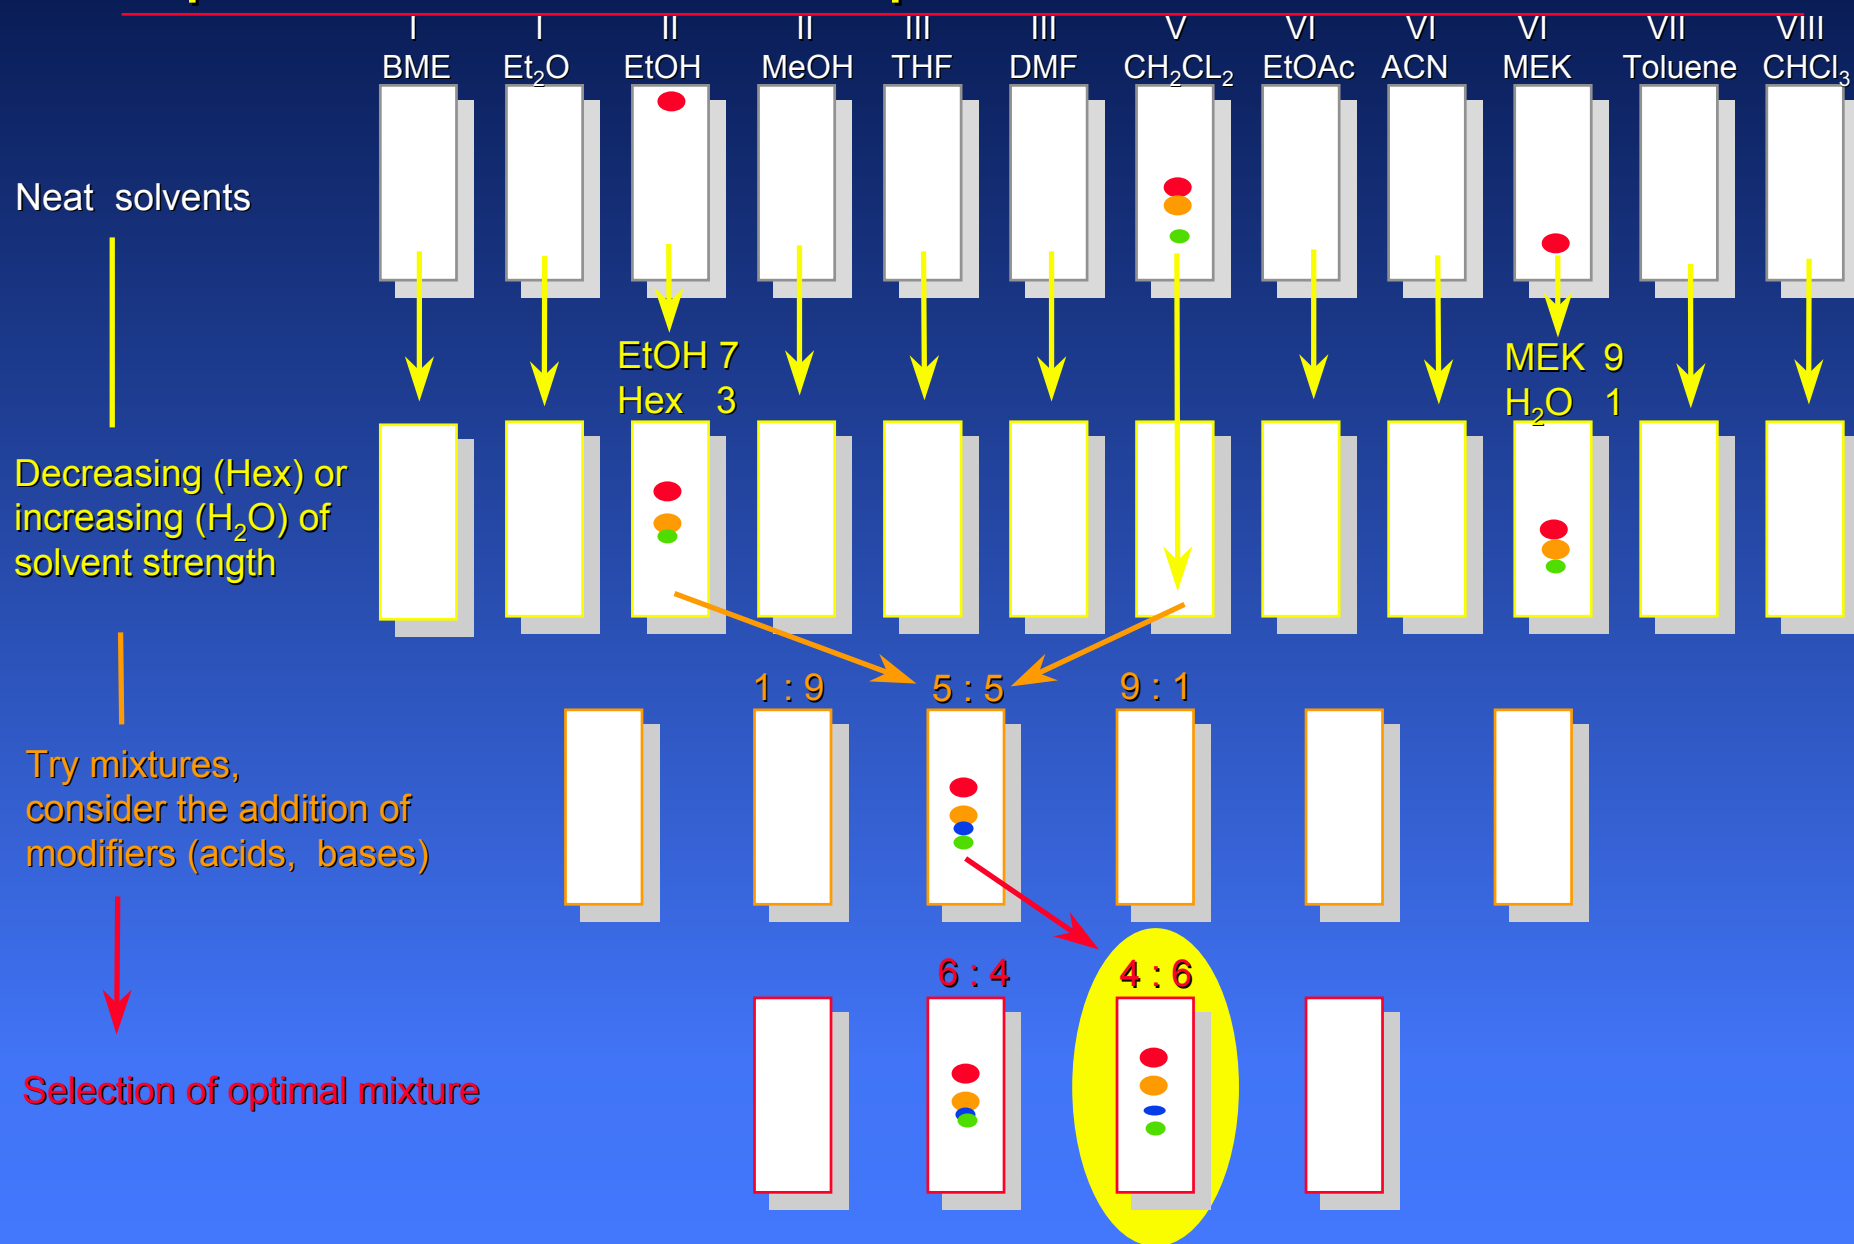 I I II II III III V VI VI VI VII VIII
BME Et₂O EtOH MeOH THF DMF CH₂CL₂ EtOAc ACN MEK Toluene CHCl₃
Neat solvents
EtOH 7
Hex 3
MEK 9
H₂O 1
Decreasing (Hex) or
increasing (H₂O) of
solvent strength
1 : 9 5 : 5 9 : 1
Try mixtures,
consider the addition of
modifiers (acids, bases)
6 : 4 4 : 6
Selection of optimal mixture